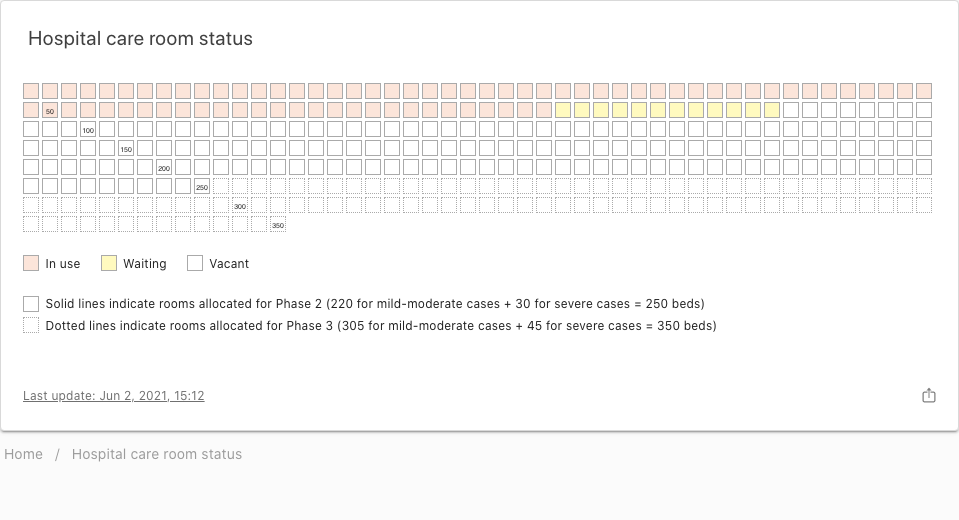 Hospital care room status
50
100
150
200
250
300
350
In use Waiting Vacant
Solid lines indicate rooms allocated for Phase 2 (220 for mild-moderate cases + 30 for severe cases = 250 beds)
Dotted lines indicate rooms allocated for Phase 3 (305 for mild-moderate cases + 45 for severe cases = 350 beds)
Last update: Jun 2, 2021, 15:12
Home / Hospital care room status